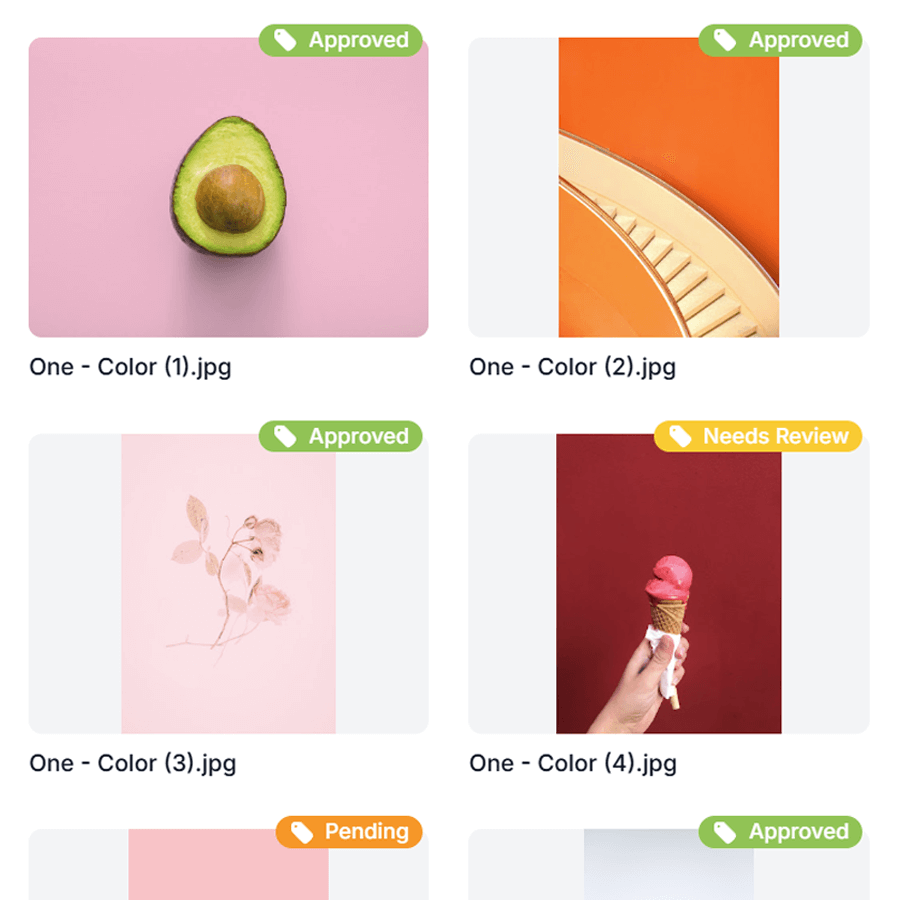 Approved
Approved
One - Color (1).jpg
One - Color (2).jpg
Approved
Needs Review
One - Color (3).jpg
One - Color (4).jpg
Pending
Approved